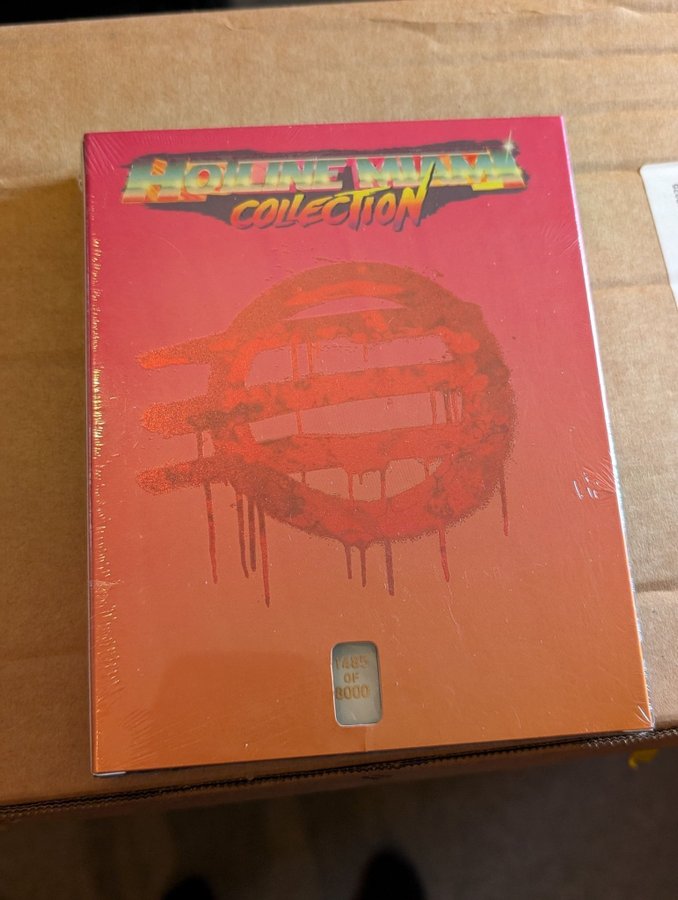 HOTLINE MIAMI
COLLECTION
1485
OF
8000